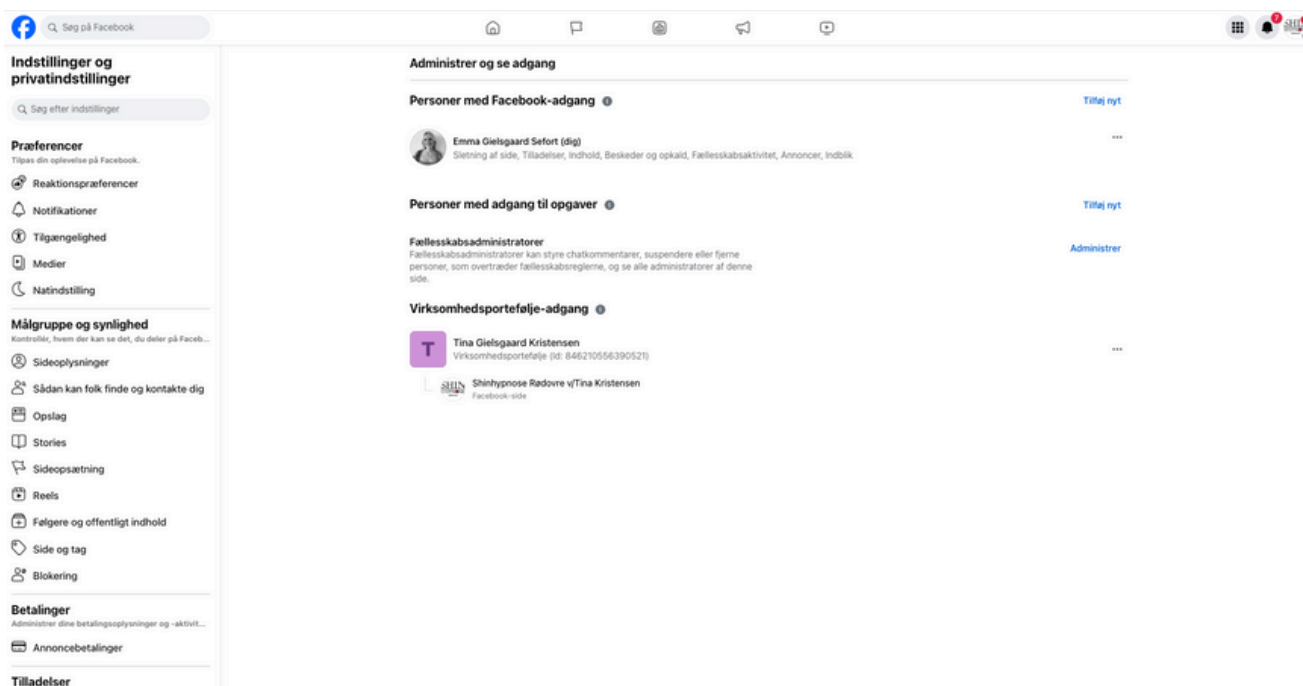 Søg på Facebook
7
Indstillinger og
privatindstillinger
Søg efter indstillinger
Præferencer
Tilpas din oplevelse på Facebook.
Reaktionspræferencer
Notifikationer
Tilgængelighed
Medier
Natindstilling
Målgruppe og synlighed
Kontrollér, hvem der kan se det, du deler på Faceb...
Sideoplysninger
Sådan kan folk finde og kontakte dig
Opslag
Stories
Sideopsætning
Reels
Følgere og offentligt indhold
Side og tag
Blokering
Betalinger
Administrer dine betalingsoplysninger og -aktivit...
Annoncebetalinger
Tilladelser
Administrer og se adgang
Personer med Facebook-adgang
Tilføj nyt
Emma Gielsgaard Sefort (dig)
Sletning af side, Tilladelser, Indhold, Beskeder og opkald, Fællesskabsaktivitet, Annoncer, Indblik
Personer med adgang til opgaver
Tilføj nyt
Fællesskabsadministratorer
Administrer
Fællesskabsadministratorer kan styre chatkommentarer, suspendere eller fjerne
personer, som overtræder fællesskabsreglerne, og se alle administratorer af denne
side.
Virksomhedsportefølje-adgang
T
Tina Gielsgaard Kristensen
Virksomhedsportefølje (Id: 846210556390521)
SHIN
Shinhypnose Rødovre v/Tina Kristensen
Facebook-side